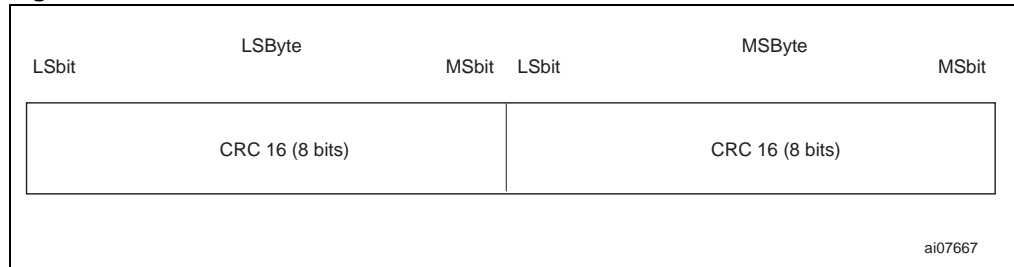 LSByte MSByte
LSbit MSbit LSbit MSbit
CRC 16 (8 bits) CRC 16 (8 bits)
ai07667